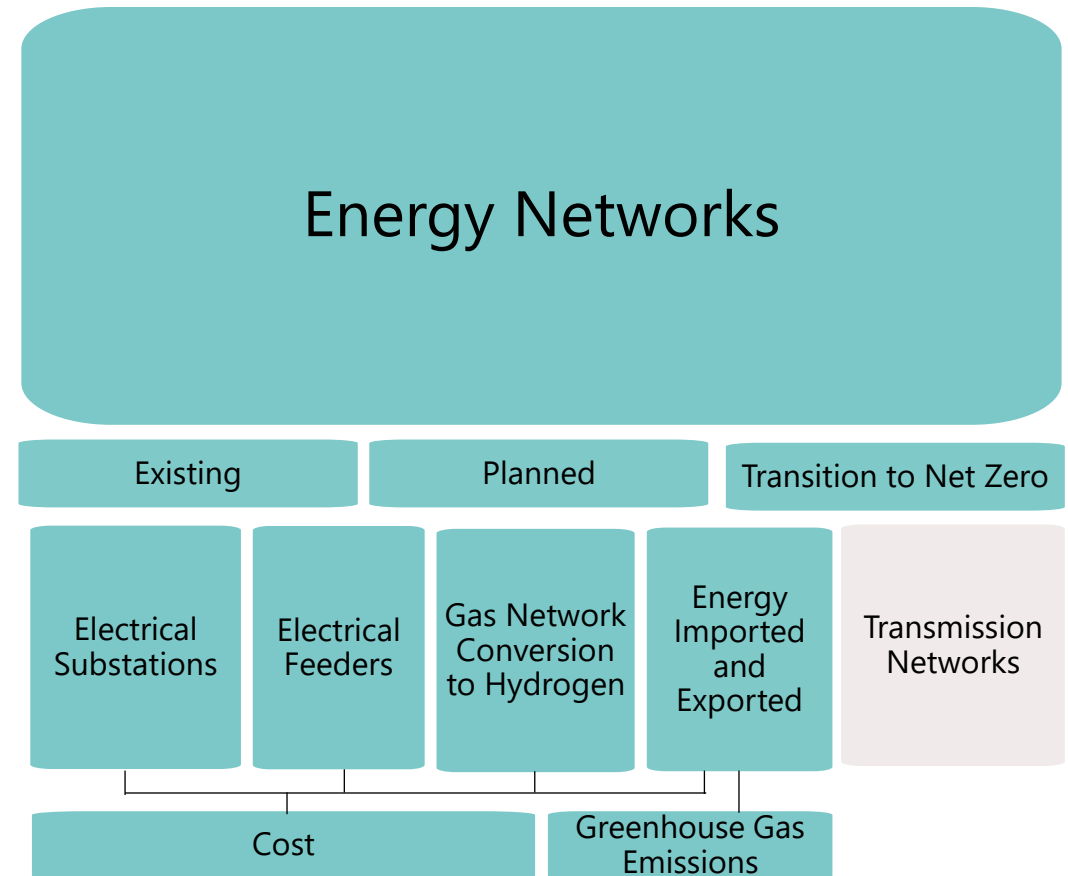 Energy Networks
Existing
Planned
Transition to Net Zero
Electrical
Substations
Electrical
Feeders
Gas Network
Conversion
to Hydrogen
Energy
Imported
and
Exported
Transmission
Networks
Cost
Greenhouse Gas
Emissions